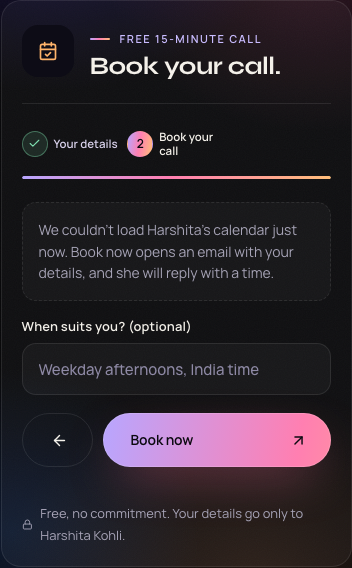 FREE 15-MINUTE CALL
Book your call.
Your details
2
Book your
call
We couldn't load Harshita's calendar just
now. Book now opens an email with your
details, and she will reply with a time.
When suits you? (optional)
Weekday afternoons, India time
Book now
Free, no commitment. Your details go only to
Harshita Kohli.